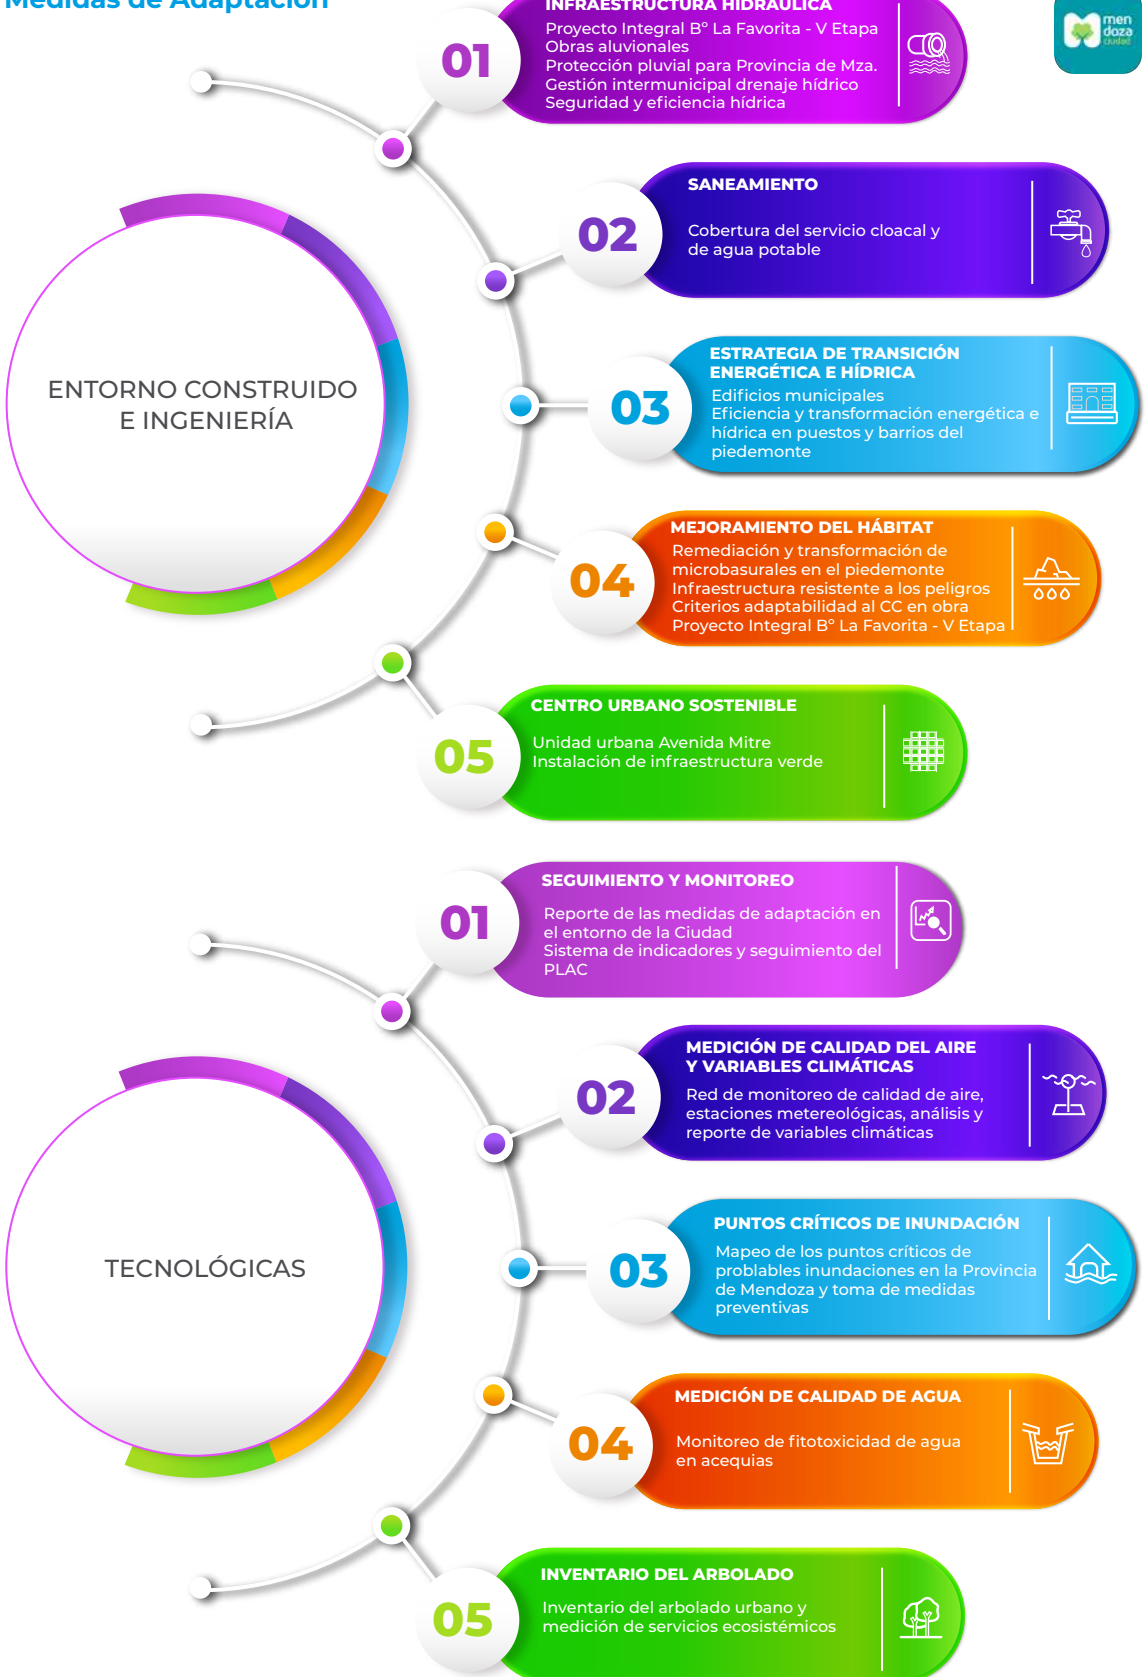 Medidas de Adaptación
men
doza
ciudad
01
INFRAESTRUCTURA HIDRÁULICA
Proyecto Integral Bº La Favorita - V Etapa
Obras aluvionales
Protección pluvial para Provincia de Mza.
Gestión intermunicipal drenaje hídrico
Seguridad y eficiencia hídrica
02
SANEAMIENTO
Cobertura del servicio cloacal y
de agua potable
ENTORNO CONSTRUIDO
E INGENIERÍA
03
ESTRATEGIA DE TRANSICIÓN
ENERGÉTICA E HÍDRICA
Edificios municipales
Eficiencia y transformación energética e
hídrica en puestos y barrios del
piedemonte
04
MEJORAMIENTO DEL HÁBITAT
Remediación y transformación de
microbasurales en el piedemonte
Infraestructura resistente a los peligros
Criterios adaptabilidad al CC en obra
Proyecto Integral Bº La Favorita - V Etapa
05
CENTRO URBANO SOSTENIBLE
Unidad urbana Avenida Mitre
Instalación de infraestructura verde
01
SEGUIMIENTO Y MONITOREO
Reporte de las medidas de adaptación en
el entorno de la Ciudad
Sistema de indicadores y seguimiento del
PLAC
02
MEDICIÓN DE CALIDAD DEL AIRE
Y VARIABLES CLIMÁTICAS
Red de monitoreo de calidad de aire,
estaciones metereológicas, análisis y
reporte de variables climáticas
TECNOLÓGICAS
03
PUNTOS CRÍTICOS DE INUNDACIÓN
Mapeo de los puntos críticos de
problables inundaciones en la Provincia
de Mendoza y toma de medidas
preventivas
04
MEDICIÓN DE CALIDAD DE AGUA
Monitoreo de fitotoxicidad de agua
en acequias
05
INVENTARIO DEL ARBOLADO
Inventario del arbolado urbano y
medición de servicios ecosistémicos